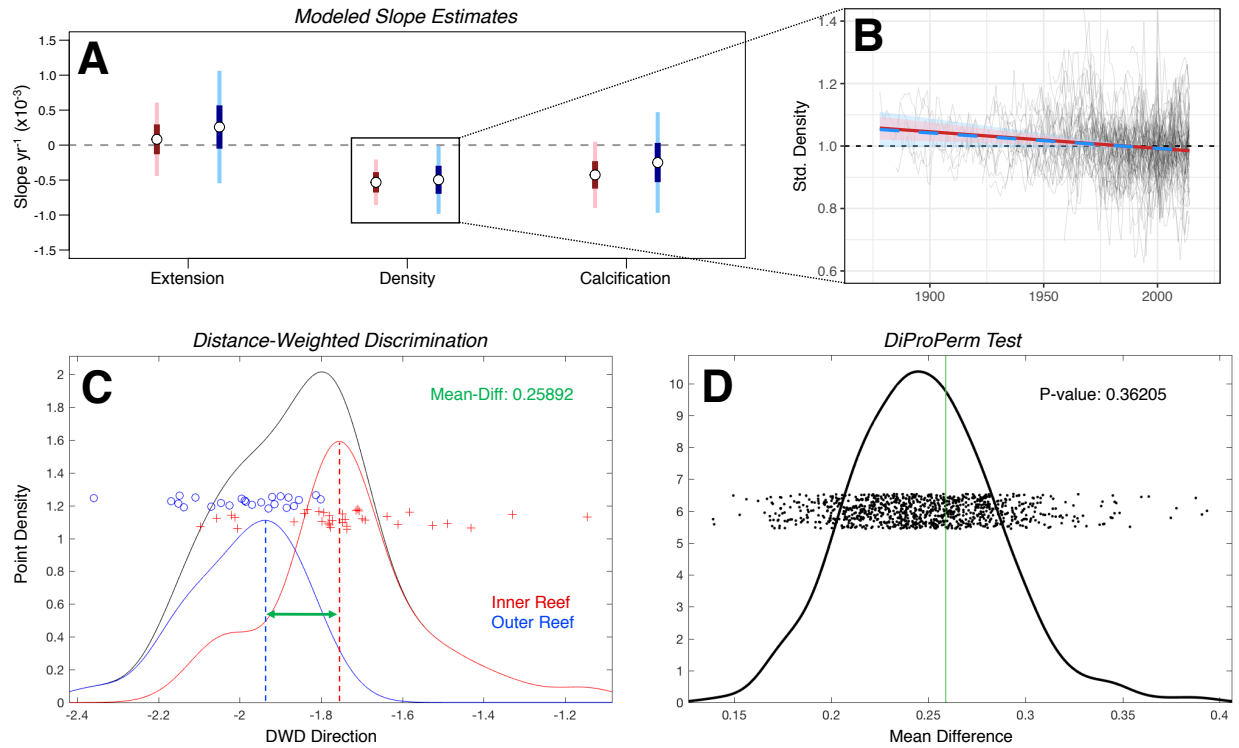 Modeled Slope Estimates
A
Slope yr-1 (x10-3)
1.5
1.0
0.5
0
-0.5
-1.0
-1.5
Extension
Density
Calcification
B
Std. Density
1.4
1.2
1.0
0.8
0.6
1900
1950
2000
Distance-Weighted Discrimination
C
Mean-Diff: 0.25892
Point Density
2
1.8
1.6
1.4
1.2
1
0.8
0.6
0.4
0.2
0
Inner Reef
Outer Reef
-2.4
-2.2
-2
-1.8
-1.6
-1.4
-1.2
DWD Direction
DiProPerm Test
D
P-value: 0.36205
10
9
8
7
6
5
4
3
2
1
0
0.15
0.2
0.25
0.3
0.35
0.4
Mean Difference